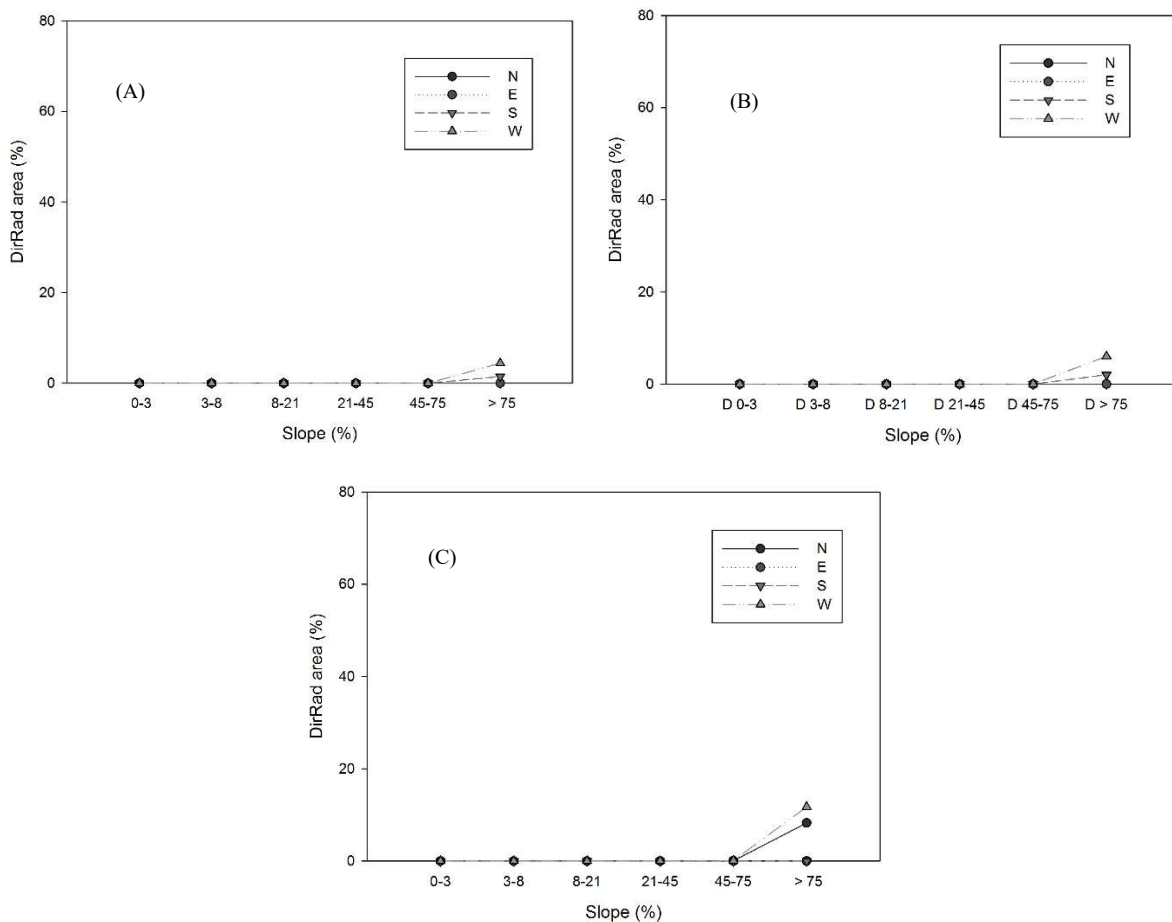 (A)
DirRad area (%)
80
60
40
20
0
N
E
S
W
0-3 3-8 8-21 21-45 45-75 > 75
Slope (%)
(B)
DirRad area (%)
80
60
40
20
0
N
E
S
W
D 0-3 D 3-8 D 8-21 D 21-45 D 45-75 D > 75
Slope (%)
(C)
DirRad area (%)
80
60
40
20
0
N
E
S
W
0-3 3-8 8-21 21-45 45-75 > 75
Slope (%)